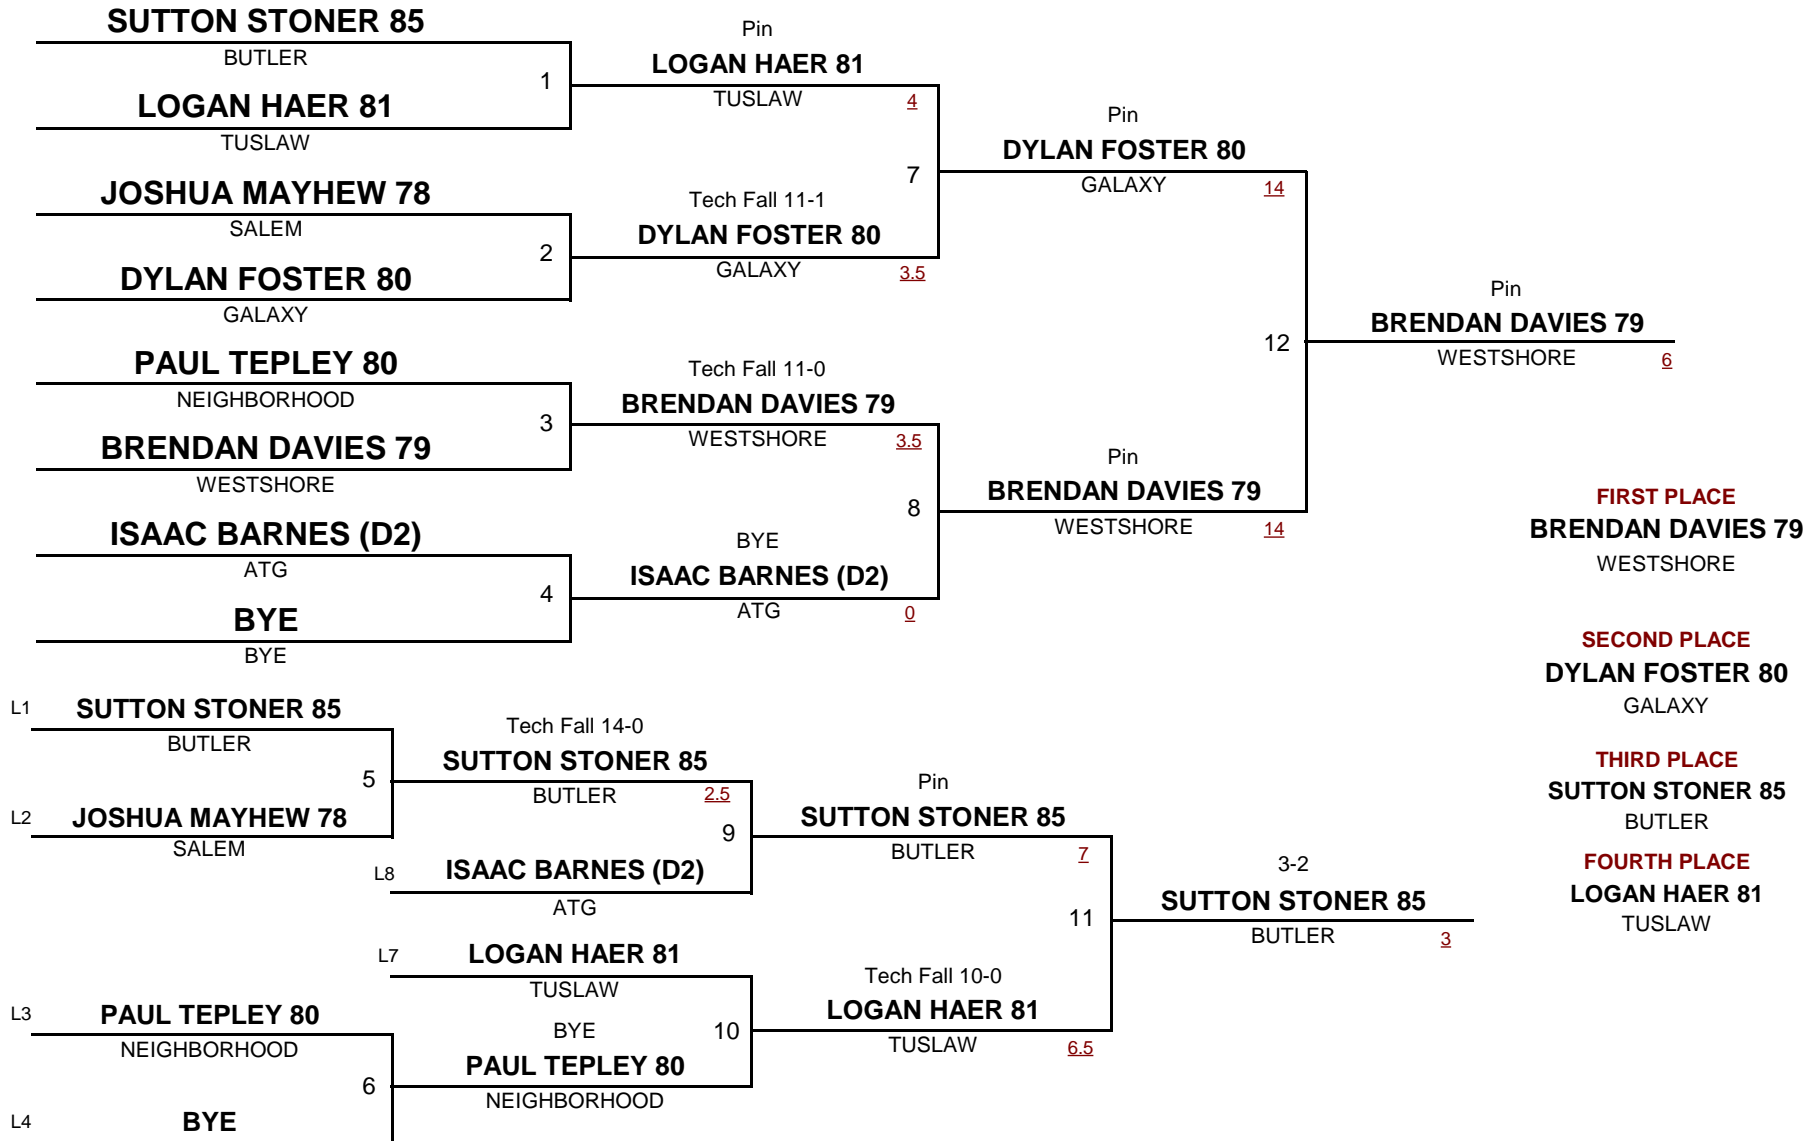 SUTTON STONER 85
BUTLER
1
LOGAN HAER 81
TUSLAW
JOSHUA MAYHEW 78
SALEM
2
DYLAN FOSTER 80
GALAXY
PAUL TEPLEY 80
NEIGHBORHOOD
3
BRENDAN DAVIES 79
WESTSHORE
ISAAC BARNES (D2)
ATG
4
BYE
BYE
Pin
LOGAN HAER 81
TUSLAW 4
7
Tech Fall 11-1
DYLAN FOSTER 80
GALAXY 3.5
Tech Fall 11-0
BRENDAN DAVIES 79
WESTSHORE 3.5
8
BYE
ISAAC BARNES (D2)
ATG 0
Pin
DYLAN FOSTER 80
GALAXY 14
12
Pin
BRENDAN DAVIES 79
WESTSHORE 14
Pin
BRENDAN DAVIES 79
WESTSHORE 6
FIRST PLACE
BRENDAN DAVIES 79
WESTSHORE
SECOND PLACE
DYLAN FOSTER 80
GALAXY
THIRD PLACE
SUTTON STONER 85
BUTLER
FOURTH PLACE
LOGAN HAER 81
TUSLAW
L1 SUTTON STONER 85
BUTLER
5
L2 JOSHUA MAYHEW 78
SALEM
L3 PAUL TEPLEY 80
NEIGHBORHOOD
6
L4 BYE
Tech Fall 14-0
SUTTON STONER 85
BUTLER 2.5
9
L8 ISAAC BARNES (D2)
ATG
L7 LOGAN HAER 81
TUSLAW
10
BYE
PAUL TEPLEY 80
NEIGHBORHOOD
Pin
SUTTON STONER 85
BUTLER 7
11
Tech Fall 10-0
LOGAN HAER 81
TUSLAW 6.5
3-2
SUTTON STONER 85
BUTLER 3